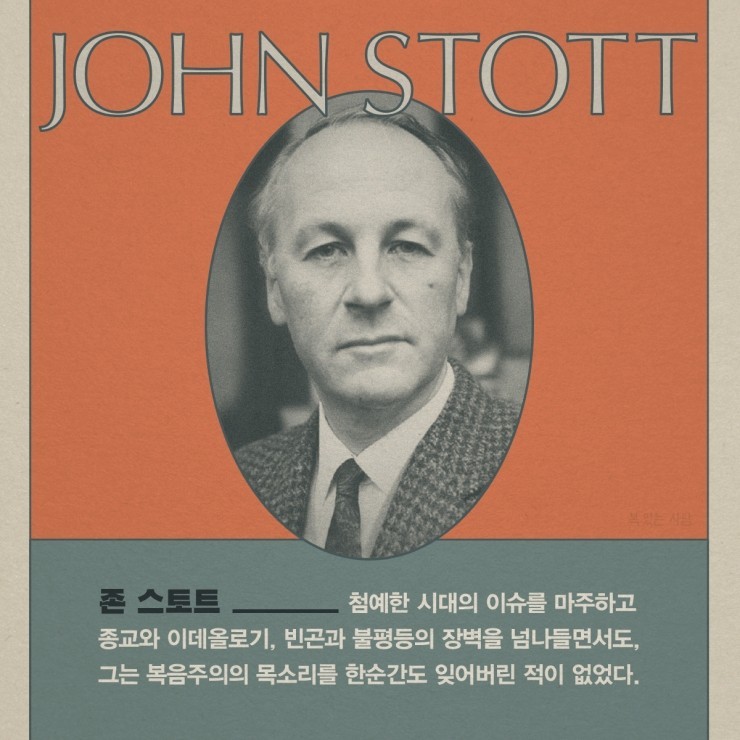 JOHN STOTT
존 스토트 ________ 첨예한 시대의 이슈를 마주하고
종교와 이데올로기, 빈곤과 불평등의 장벽을 넘나들면서도,
그는 복음주의의 목소리를 한순간도 잊어버린 적이 없었다.